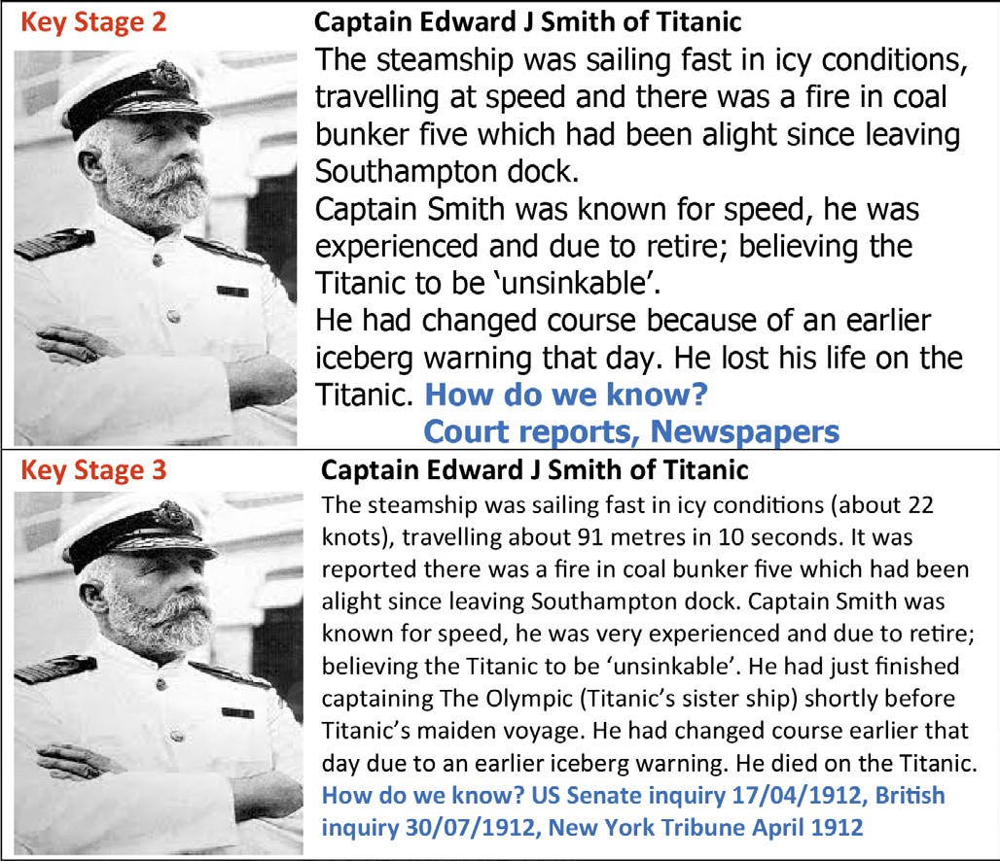 Key Stage 2
Captain Edward J Smith of Titanic
The steamship was sailing fast in icy conditions,
travelling at speed and there was a fire in coal
bunker five which had been alight since leaving
Southampton dock.
Captain Smith was known for speed, he was
experienced and due to retire; believing the
Titanic to be ‘unsinkable’.
He had changed course because of an earlier
iceberg warning that day. He lost his life on the
Titanic. How do we know?
Court reports, Newspapers
Key Stage 3
Captain Edward J Smith of Titanic
The steamship was sailing fast in icy conditions (about 22
knots), travelling about 91 metres in 10 seconds. It was
reported there was a fire in coal bunker five which had been
alight since leaving Southampton dock. Captain Smith was
known for speed, he was very experienced and due to retire;
believing the Titanic to be ‘unsinkable’. He had just finished
captaining The Olympic (Titanic’s sister ship) shortly before
Titanic’s maiden voyage. He had changed course earlier that
day due to an earlier iceberg warning. He died on the Titanic.
How do we know? US Senate inquiry 17/04/1912, British
inquiry 30/07/1912, New York Tribune April 1912